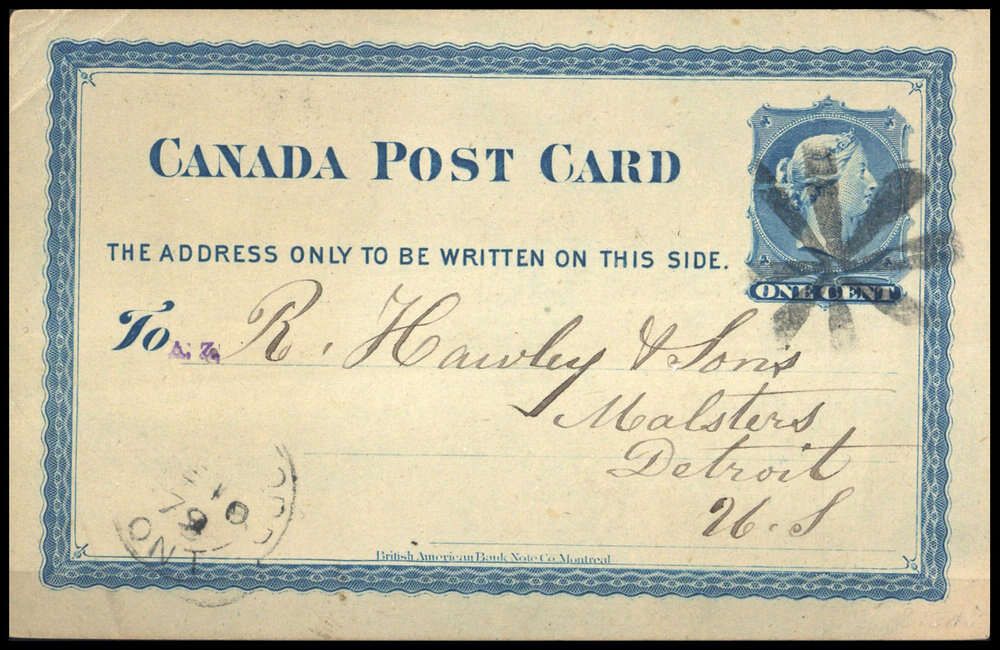 CANADA POST CARD
ONE CENT
THE ADDRESS ONLY TO BE WRITTEN ON THIS SIDE.
To R. Hawley & Sons
Malsters
Detroit
U.S
ONT
79
British American Bank Note Co. Montreal